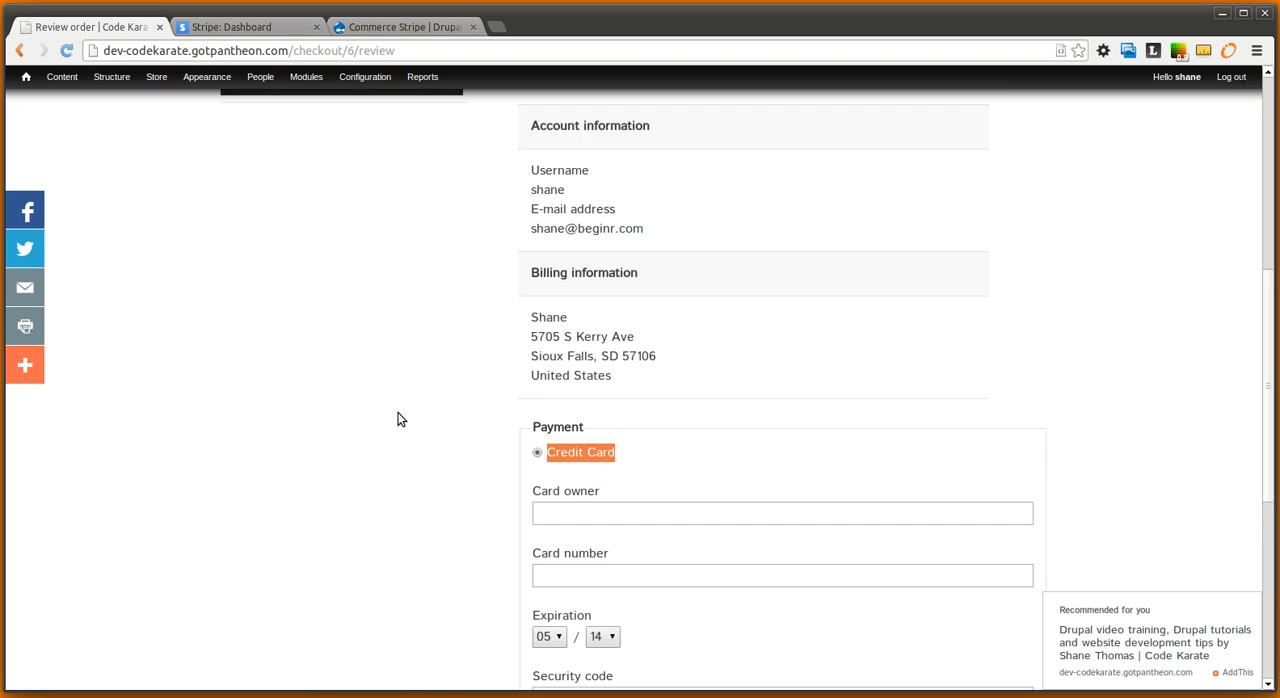 Review order | Code Kara
Stripe: Dashboard
Commerce Stripe | Drupa
dev-codekarate.gotpantheon.com/checkout/6/review
Content Structure Store Appearance People Modules Configuration Reports Hello shane Log out
Account information
Username
shane
E-mail address
shane@beginr.com
Billing information
Shane
5705 S Kerry Ave
Sioux Falls, SD 57106
United States
Payment
Credit Card
Card owner
Card number
Expiration
05 / 14
Security code
Recommended for you
Drupal video training, Drupal tutorials
and website development tips by
Shane Thomas | Code Karate
dev-codekarate.gotpantheon.com AddThis